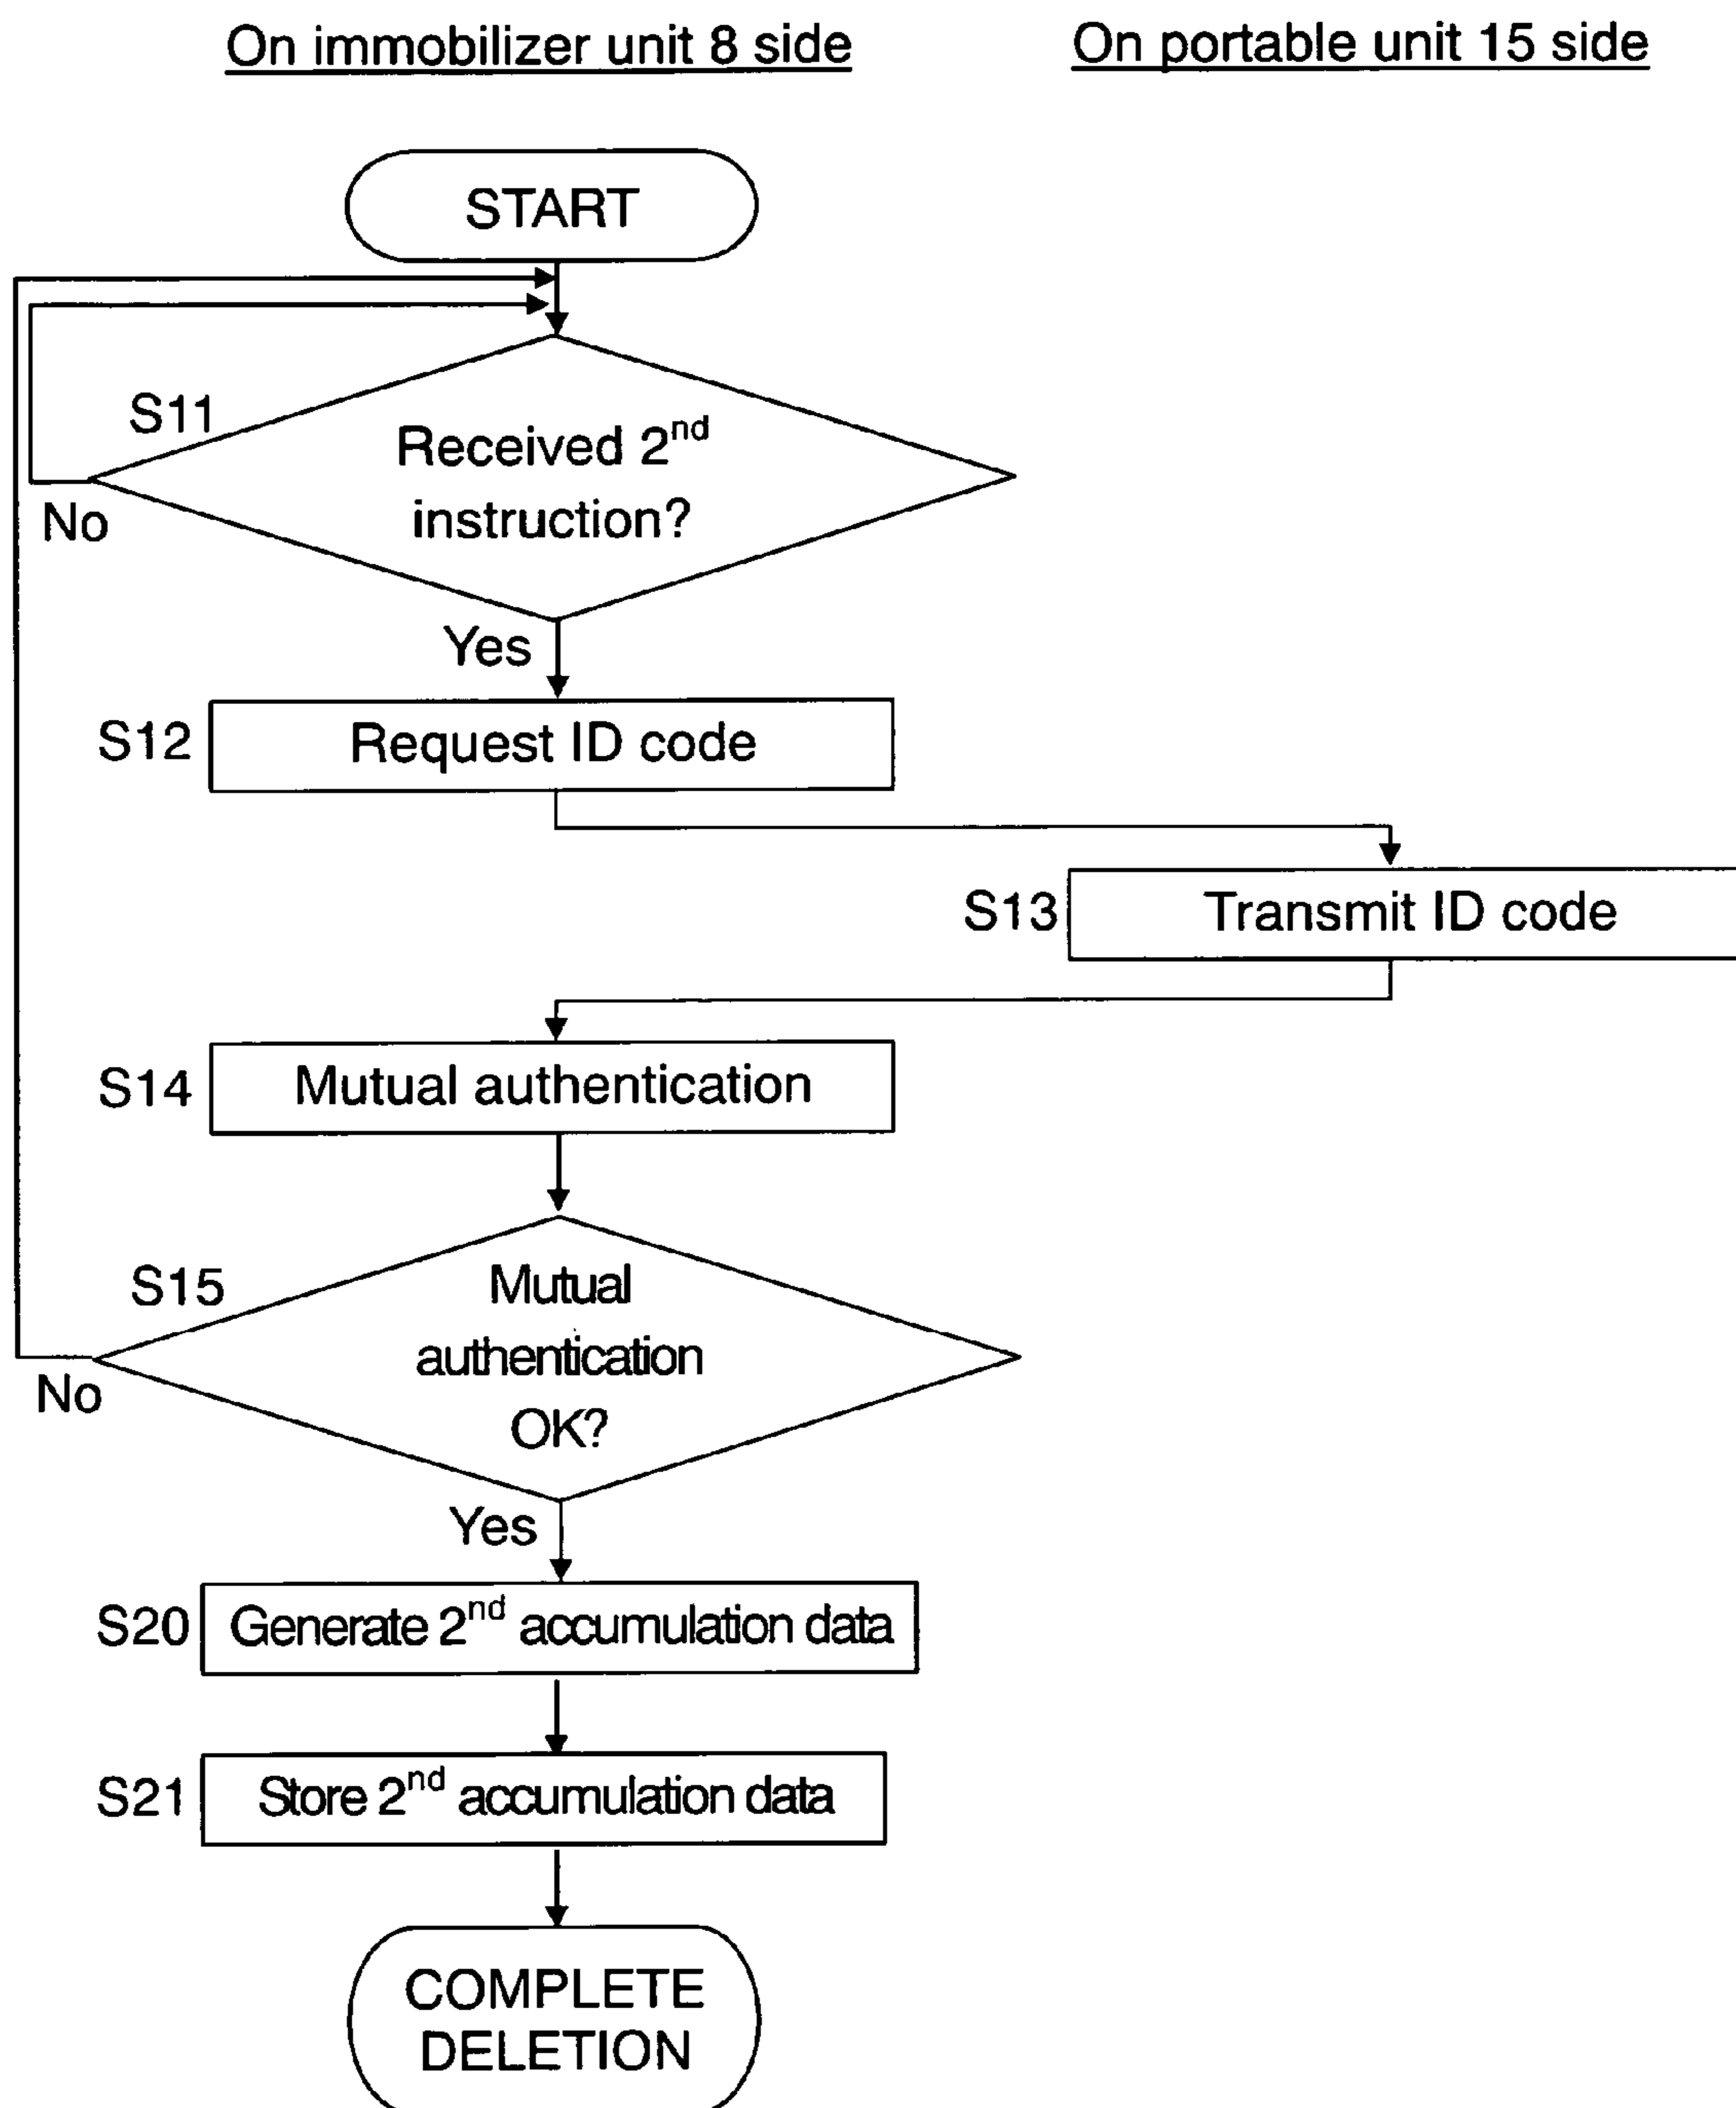 On immobilizer unit 8 side
On portable unit 15 side
START
S11
Received 2nd
instruction?
No
Yes
S12
Request ID code
S13
Transmit ID code
S14
Mutual authentication
S15
Mutual
authentication
OK?
No
Yes
S20
Generate 2nd accumulation data
S21
Store 2nd accumulation data
COMPLETE
DELETION